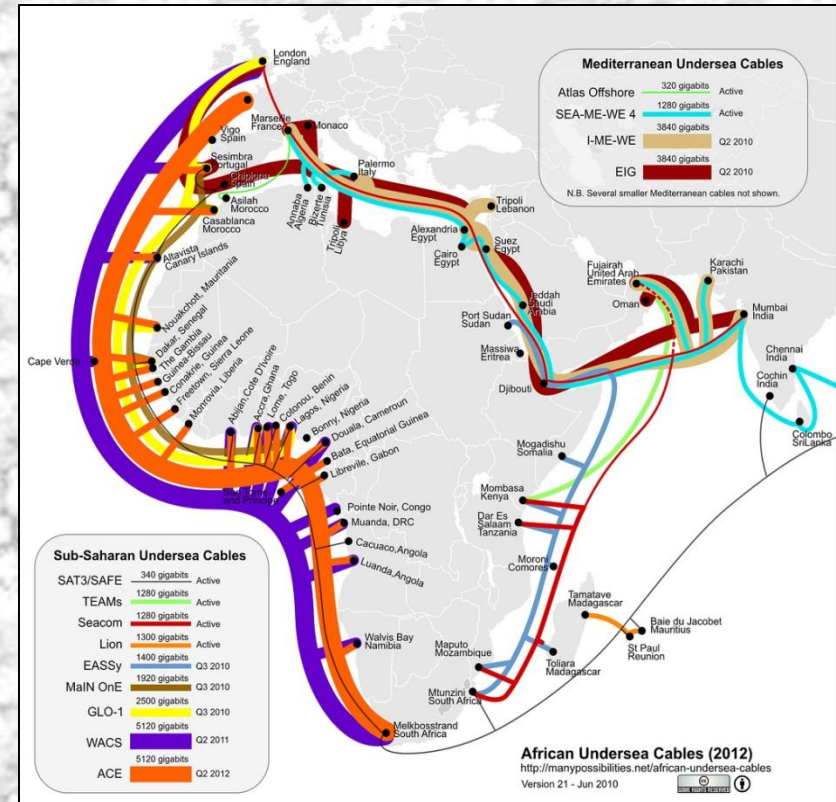 London
England
Marseille
France
Monaco
Vigo
Spain
Sesimbra
Portugal
Chipiona
Spain
Asilah
Morocco
Casablanca
Morocco
Altavista
Canary Islands
Annaba
Algeria
Bizerte
Tunisia
Palermo
Italy
Tripoli
Libya
Tripoli
Lebanon
Alexandria
Egypt
Cairo
Egypt
Suez
Egypt
Jeddah
Saudi
Arabia
Port Sudan
Sudan
Massiwa
Eritrea
Djibouti
Fujairah
United Arab
Emirates
Oman
Karachi
Pakistan
Mumbai
India
Chennai
India
Cochin
India
Colombo
SriLanka
Mediterranean Undersea Cables
Atlas Offshore 320 gigabits Active
SEA-ME-WE 4 1280 gigabits Active
I-ME-WE 3840 gigabits Q2 2010
EIG 3840 gigabits Q2 2010
N.B. Several smaller Mediterranean cables not shown.
Cape Verde
Nouakchott, Mauritania
Dakar, Senegal
The Gambia
Guinea-Bissau
Conakrie, Guinea
Freetown, Sierra Leone
Monrovia, Liberia
Abijan, Cote D'Ivoire
Accra, Ghana
Lome, Togo
Cotonou, Benin
Lagos, Nigeria
Bonny, Nigeria
Douala, Cameroun
Bata, Equatorial Guinea
Librevile, Gabon
and Principe
Pointe Noir, Congo
Muanda, DRC
Cacuaco,Angola
Luanda,Angola
Walvis Bay
Namibia
Melkbosstrand
South Africa
Mogadishu
Somalia
Mombasa
Kenya
Dar Es
Salaam
Tanzania
Moroni
Comores
Tamatave
Madagascar
Baie du Jacobet
Mauritius
St Paul
Reunion
Maputo
Mozambique
Toliara
Madagascar
Mtunzini
South Africa
Sub-Saharan Undersea Cables
SAT3/SAFE 340 gigabits Active
TEAMs 1280 gigabits Active
Seacom 1280 gigabits Active
Lion 1300 gigabits Active
EASSy 1400 gigabits Q3 2010
MaIN OnE 1920 gigabits Q3 2010
GLO-1 2500 gigabits Q3 2010
WACS 5120 gigabits Q2 2011
ACE 5120 gigabits Q2 2012
African Undersea Cables (2012)
http://manypossibilities.net/african-undersea-cables
Version 21 - Jun 2010
cc
SOME RIGHTS RESERVED